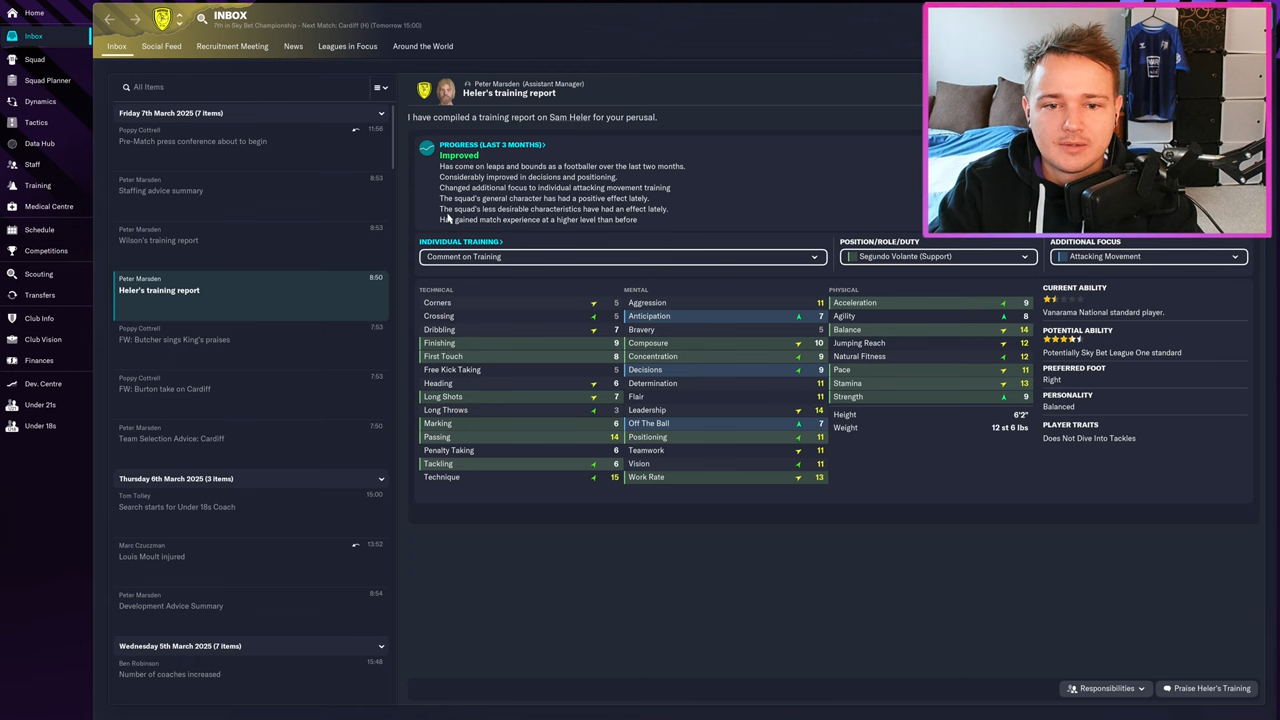 Home
Inbox
Squad
Squad Planner
Dynamics
Tactics
Data Hub
Staff
Training
Medical Centre
Schedule
Competitions
Scouting
Transfers
Club Info
Club Vision
Finances
Dev. Centre
Under 21s
Under 18s
INBOX
7th in Sky Bet Championship - Next Match: Cardiff (H) (Tomorrow 15:00)
Inbox Social Feed Recruitment Meeting News Leagues in Focus Around the World
All Items
Friday 7th March 2025 (7 items)
Poppy Cottrell 11:56
Pre-Match press conference about to begin
Peter Marsden 8:53
Staffing advice summary
Peter Marsden 8:53
Wilson's training report
Peter Marsden 8:50
Heler's training report
Poppy Cottrell 7:53
FW: Butcher sings King's praises
Poppy Cottrell 7:53
FW: Burton take on Cardiff
Poppy Cottrell 7:50
Team Selection Advice: Cardiff
Thursday 6th March 2025 (3 items)
Tom Tolley 15:00
Search starts for Under 18s Coach
Marc Czuczman 13:52
Louis Moult injured
Peter Marsden 8:54
Development Advice Summary
Wednesday 5th March 2025 (7 items)
Ben Robinson 15:48
Number of coaches increased
Peter Marsden (Assistant Manager)
Heler's training report
I have compiled a training report on Sam Heler for your perusal.
PROGRESS (LAST 3 MONTHS)
Improved
Has come on leaps and bounds as a footballer over the last two months.
Considerably improved in decisions and positioning.
Changed additional focus to individual attacking movement training
The squad's general character has had a positive effect lately.
The squad's less desirable characteristics have had an effect lately.
Has gained match experience at a higher level than before
INDIVIDUAL TRAINING POSITION/ROLE/DUTY ADDITIONAL FOCUS
Comment on Training Segundo Volante (Support) Attacking Movement
TECHNICAL
Corners 5
Crossing 5
Dribbling 7
Finishing 9
First Touch 8
Free Kick Taking 5
Heading 6
Long Shots 7
Long Throws 3
Marking 6
Passing 14
Penalty Taking 6
Tackling 6
Technique 15
MENTAL
Aggression 11
Anticipation 7
Bravery 5
Composure 10
Concentration 9
Decisions 9
Determination 11
Flair 11
Leadership 14
Off The Ball 7
Positioning 11
Teamwork 11
Vision 11
Work Rate 13
PHYSICAL
Acceleration 9
Agility 8
Balance 14
Jumping Reach 12
Natural Fitness 12
Pace 11
Stamina 13
Strength 9
Height 6'2"
Weight 12 st 6 lbs
CURRENT ABILITY
Vanarama National standard player.
POTENTIAL ABILITY
Potentially Sky Bet League One standard
PREFERRED FOOT
Right
PERSONALITY
Balanced
PLAYER TRAITS
Does Not Dive Into Tackles
Responsibilities Praise Heler's Training